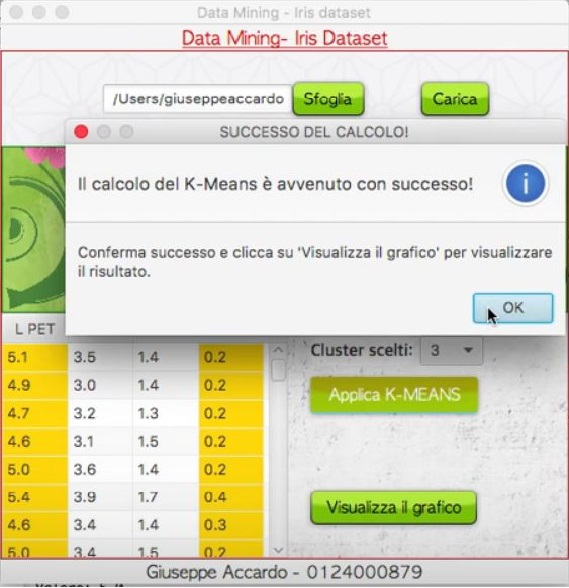 Data Mining - Iris dataset
Data Mining- Iris Dataset
/Users/giuseppeaccardo Sfoglia Carica
SUCCESSO DEL CALCOLO!
Il calcolo del K-Means è avvenuto con successo!
Conferma successo e clicca su 'Visualizza il grafico' per visualizzare
il risultato.
OK
L PET
Cluster scelti: 3
5.1 3.5 1.4 0.2
4.9 3.0 1.4 0.2
Applica K-MEANS
4.7 3.2 1.3 0.2
4.6 3.1 1.5 0.2
5.0 3.6 1.4 0.2
5.4 3.9 1.7 0.4
Visualizza il grafico
4.6 3.4 1.4 0.3
5.0 3.4 1.5 0.2
Giuseppe Accardo - 0124000879